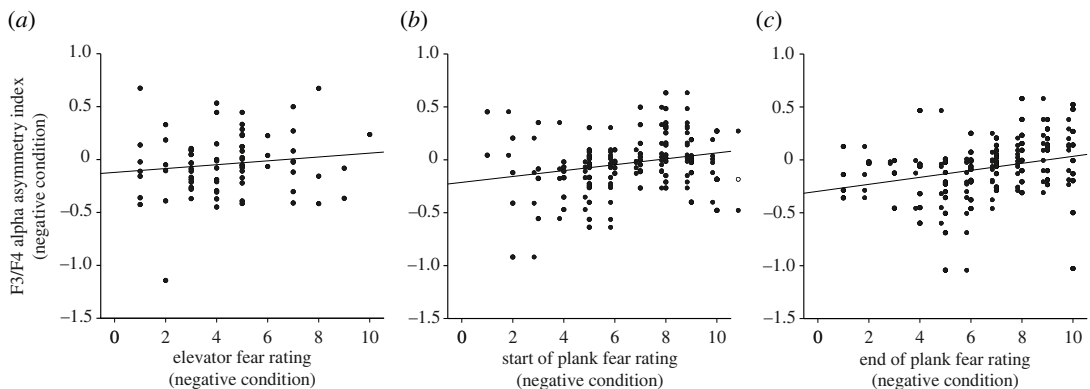 (a)
(b)
(c)
F3/F4 alpha asymmetry index
(negative condition)
1.0
0.5
0
–0.5
–1.0
–1.5
0 2 4 6 8 10
elevator fear rating
(negative condition)
1.0
0.5
0
–0.5
–1.0
–1.5
0 2 4 6 8 10
start of plank fear rating
(negative condition)
1.0
0.5
0
–0.5
–1.0
–1.5
0 2 4 6 8 10
end of plank fear rating
(negative condition)